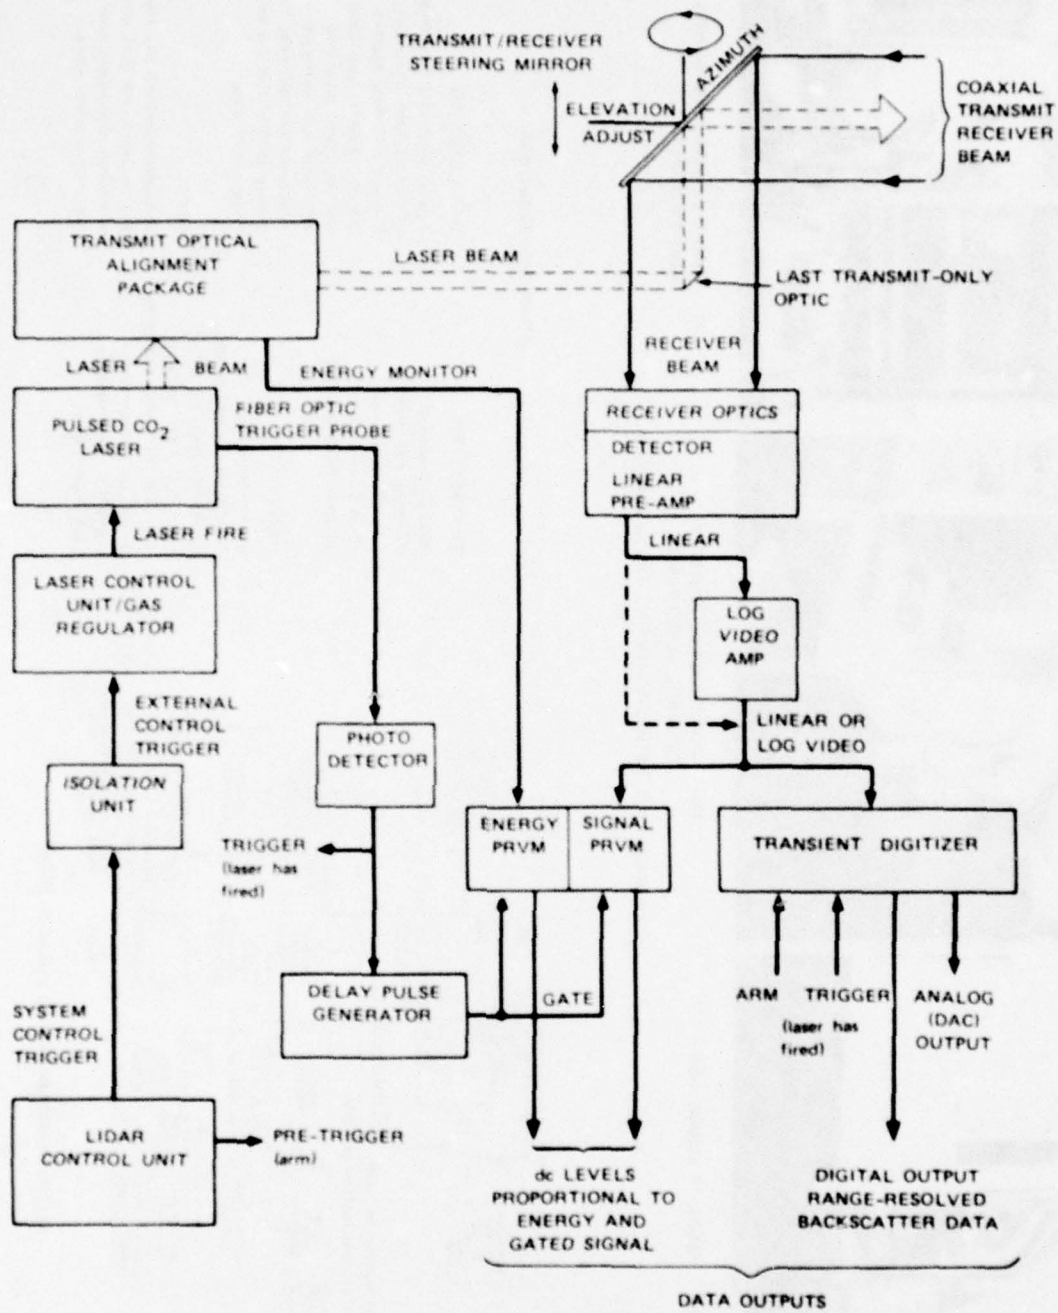 TRANSMIT/RECEIVER
STEERING MIRROR
AZIMUTH
ELEVATION
ADJUST
COAXIAL
TRANSMIT
RECEIVER
BEAM
TRANSMIT OPTICAL
ALIGNMENT
PACKAGE
LASER BEAM
LAST TRANSMIT-ONLY
OPTIC
LASER BEAM
ENERGY MONITOR
RECEIVER
BEAM
PULSED CO2
LASER
FIBER OPTIC
TRIGGER PROBE
RECEIVER OPTICS
DETECTOR
LINEAR
PRE-AMP
LASER FIRE
LINEAR
LASER CONTROL
UNIT/GAS
REGULATOR
LOG
VIDEO
AMP
EXTERNAL
CONTROL
TRIGGER
PHOTO
DETECTOR
LINEAR OR
LOG VIDEO
ISOLATION
UNIT
ENERGY
PRVM
SIGNAL
PRVM
TRANSIENT DIGITIZER
TRIGGER
(laser has
fired)
DELAY PULSE
GENERATOR
GATE
ARM
TRIGGER
(laser has
fired)
ANALOG
(DAC)
OUTPUT
SYSTEM
CONTROL
TRIGGER
LIDAR
CONTROL UNIT
PRE-TRIGGER
(arm)
dc LEVELS
PROPORTIONAL TO
ENERGY AND
GATED SIGNAL
DIGITAL OUTPUT
RANGE-RESOLVED
BACKSCATTER DATA
DATA OUTPUTS